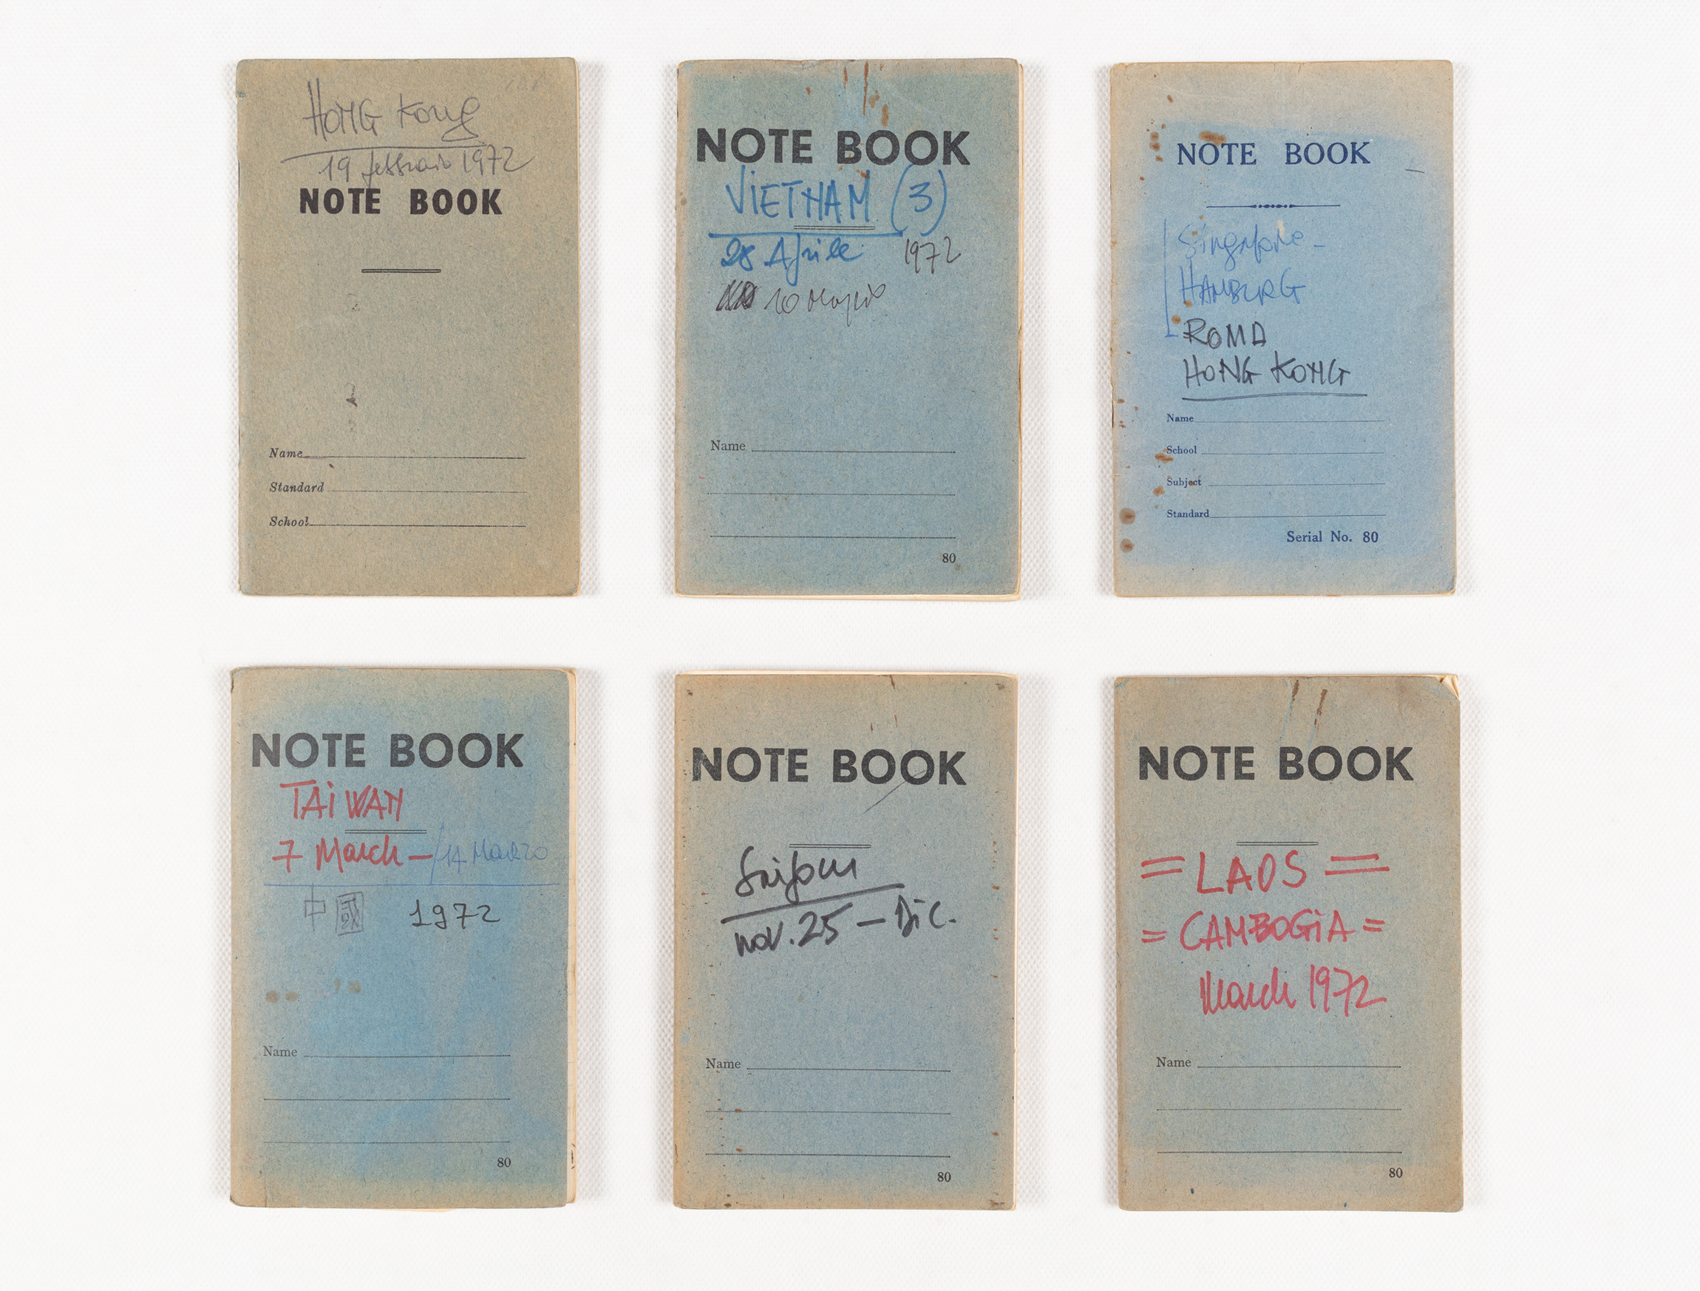 HONG Kong
19 febbraio 1972
NOTE BOOK
Name
Standard
School
NOTE BOOK
VIETNAM (3)
28 Aprile 1972
10 maggio
Name
80
NOTE BOOK
Singapore -
HAMBURG
ROMA
HONG KONG
Name
School
Subject
Standard
Serial No. 80
NOTE BOOK
TAIWAN
7 March - / 14 Marzo
中國 1972
Name
80
NOTE BOOK
Saigon
nov. 25 - Dic.
Name
80
NOTE BOOK
= LAOS =
= CAMBOGIA =
March 1972
Name
80